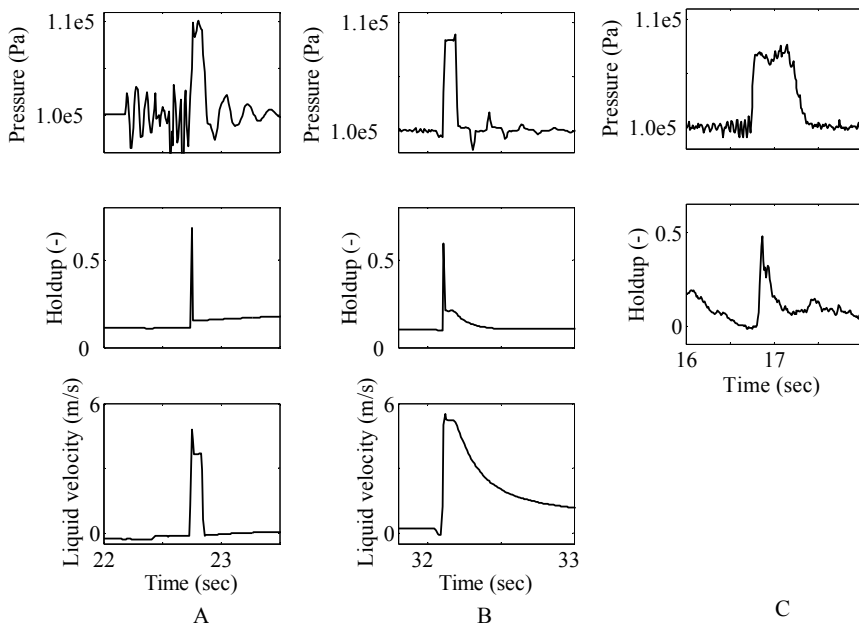 Pressure (Pa)
1.1e5
1.0e5
Pressure (Pa)
1.1e5
1.0e5
Pressure (Pa)
1.1e5
1.0e5
Holdup (-)
0.5
0
Holdup (-)
0.5
0
Holdup (-)
0.5
0
16
17
Time (sec)
Liquid velocity (m/s)
6
0
22
23
Time (sec)
Liquid velocity (m/s)
6
0
32
33
Time (sec)
A
B
C